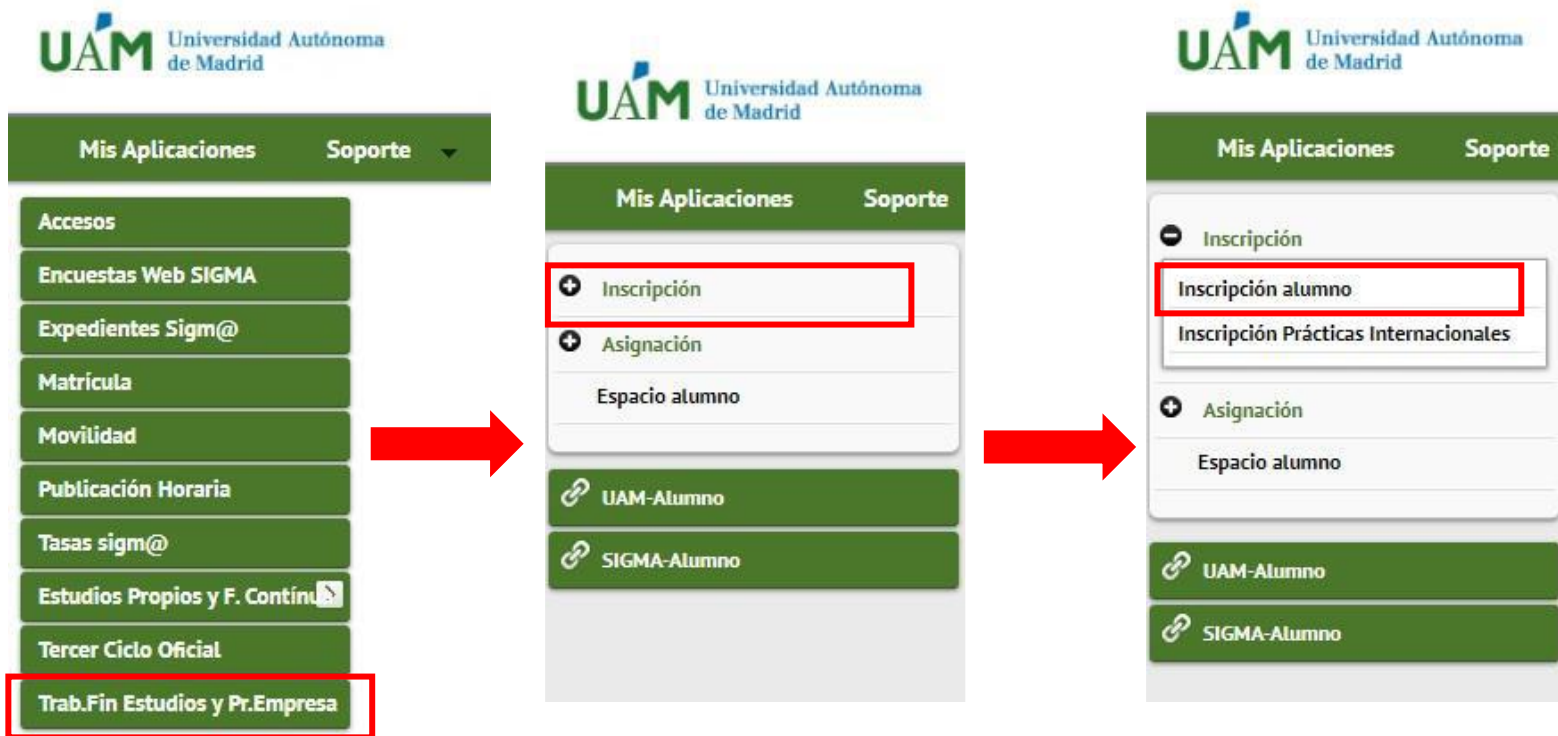 UAM Universidad Autónoma
de Madrid
Mis Aplicaciones Soporte
Accesos
Encuestas Web SIGMA
Expedientes Sigm@
Matrícula
Movilidad
Publicación Horaria
Tasas sigm@
Estudios Propios y F. Contínu
Tercer Ciclo Oficial
Trab.Fin Estudios y Pr.Empresa
UAM Universidad Autónoma
de Madrid
Mis Aplicaciones Soporte
Inscripción
Asignación
Espacio alumno
UAM-Alumno
SIGMA-Alumno
UAM Universidad Autónoma
de Madrid
Mis Aplicaciones Soporte
Inscripción
Inscripción alumno
Inscripción Prácticas Internacionales
Asignación
Espacio alumno
UAM-Alumno
SIGMA-Alumno